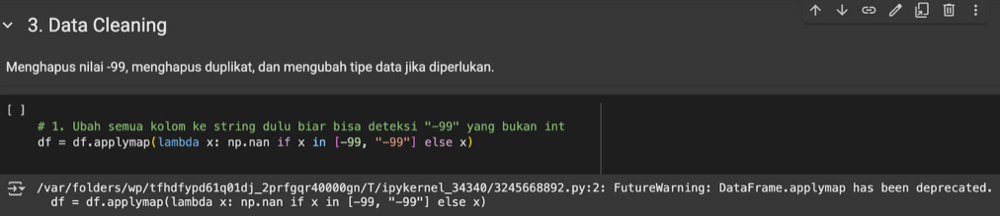 3. Data Cleaning
Menghapus nilai -99, menghapus duplikat, dan mengubah tipe data jika diperlukan.
[ ]
# 1. Ubah semua kolom ke string dulu biar bisa deteksi "-99" yang bukan int
df = df.applymap(lambda x: np.nan if x in [-99, "-99"] else x)
/var/folders/wp/tfhdfypd61q01dj_2prfgqr40000gn/T/ipykernel_34340/3245668892.py:2: FutureWarning: DataFrame.applymap has been deprecated.
df = df.applymap(lambda x: np.nan if x in [-99, "-99"] else x)